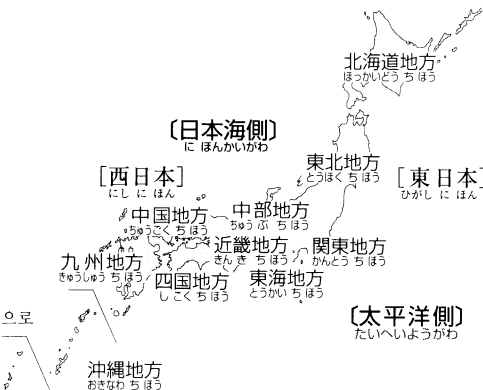 北海道地方
ほっかいどう ち ほう
〔日本海側〕
に ほんかいがわ
東北地方
とうほく ち ほう
［西日本］
にし に ほん
［東日本］
ひがし に ほん
中国地方
ちゅうごく ち ほう
中部地方
ちゅう ぶ ち ほう
近畿地方
きん き ち ほう
関東地方
かんとう ち ほう
九州地方
きゅうしゅう ち ほう
四国地方
し こく ち ほう
東海地方
とうかい ち ほう
〔太平洋側〕
たいへいようがわ
으로
沖縄地方
おきなわ ち ほう